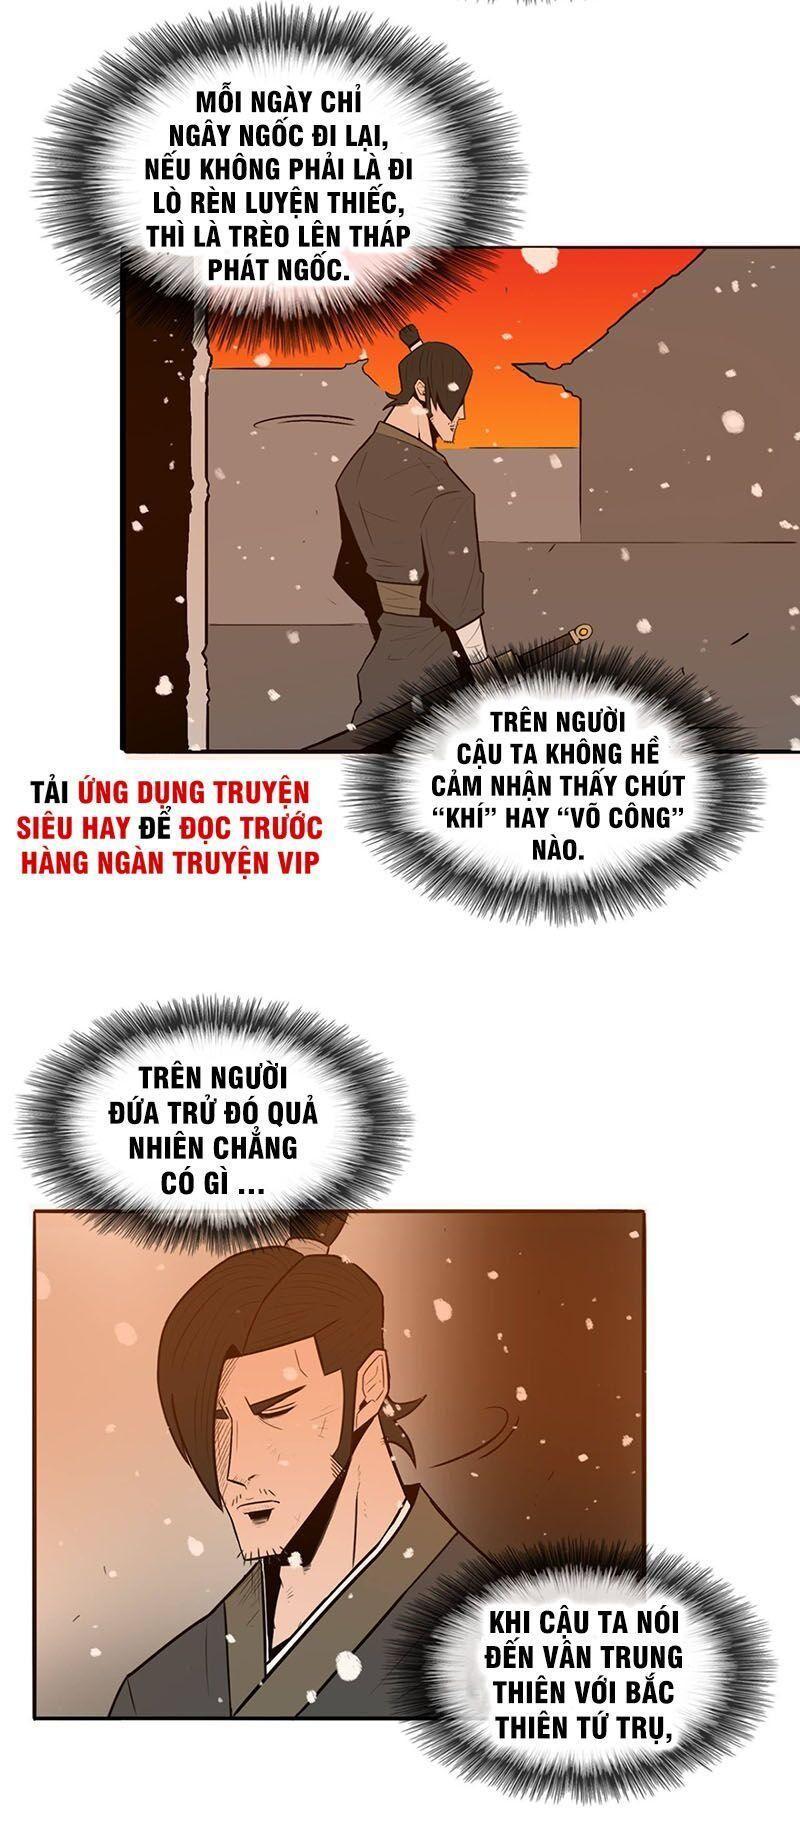 MỖI NGÀY CHỈ
NGÂY NGỐC ĐI LẠI,
NẾU KHÔNG PHẢI LÀ ĐI
LÒ RÈN LUYỆN THIẾC,
THÌ LÀ TRÈO LÊN THÁP
PHÁT NGỐC.
TRÊN NGƯỜI
CẬU TA KHÔNG HỀ
CẢM NHẬN THẤY CHÚT
“KHÍ” HAY “VÕ CÔNG”
NÀO.
TẢI ỨNG DỤNG TRUYỆN
SIÊU HAY ĐỂ ĐỌC TRƯỚC
HÀNG NGÀN TRUYỆN VIP
TRÊN NGƯỜI
ĐỨA TRỬ ĐÓ QUẢ
NHIÊN CHẲNG
CÓ GÌ ...
KHI CẬU TA NÓI
ĐẾN VÂN TRUNG
THIÊN VỚI BẮC
THIÊN TỨ TRỤ,